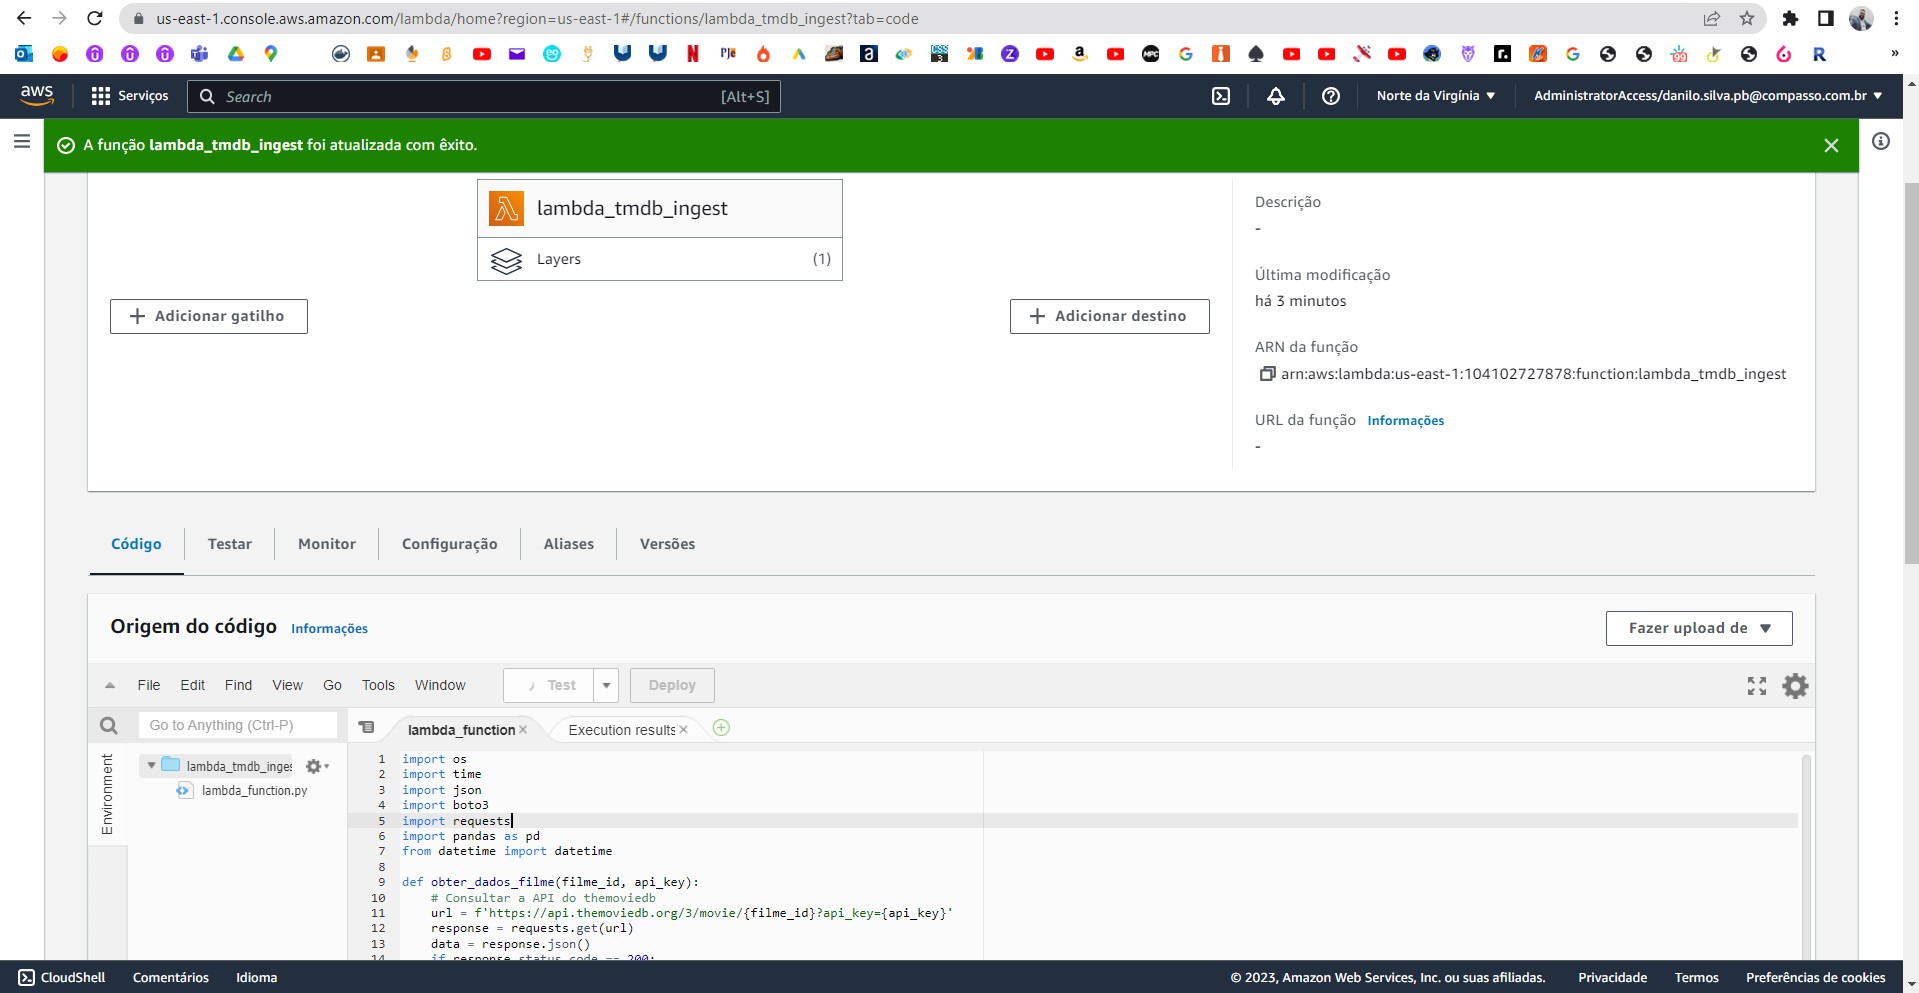 us-east-1.console.aws.amazon.com/lambda/home?region=us-east-1#/functions/lambda_tmdb_ingest?tab=code
aws
Serviços
Search
[Alt+S]
Norte da Virgínia
AdministratorAccess/danilo.silva.pb@compasso.com.br
A função lambda_tmdb_ingest foi atualizada com êxito.
lambda_tmdb_ingest
Layers
(1)
Adicionar gatilho
Adicionar destino
Descrição
-
Última modificação
há 3 minutos
ARN da função
arn:aws:lambda:us-east-1:104102727878:function:lambda_tmdb_ingest
URL da função Informações
-
Código
Testar
Monitor
Configuração
Aliases
Versões
Origem do código Informações
Fazer upload de
File Edit Find View Go Tools Window
Test
Deploy
Go to Anything (Ctrl-P)
lambda_function
Execution results
Environment
lambda_tmdb_inges
lambda_function.py
1 import os
2 import time
3 import json
4 import boto3
5 import requests
6 import pandas as pd
7 from datetime import datetime
8
9 def obter_dados_filme(filme_id, api_key):
10 # Consultar a API do themoviedb
11 url = f'https://api.themoviedb.org/3/movie/{filme_id}?api_key={api_key}'
12 response = requests.get(url)
13 data = response.json()
14 if response.status_code == 200:
CloudShell
Comentários
Idioma
© 2023, Amazon Web Services, Inc. ou suas afiliadas.
Privacidade
Termos
Preferências de cookies